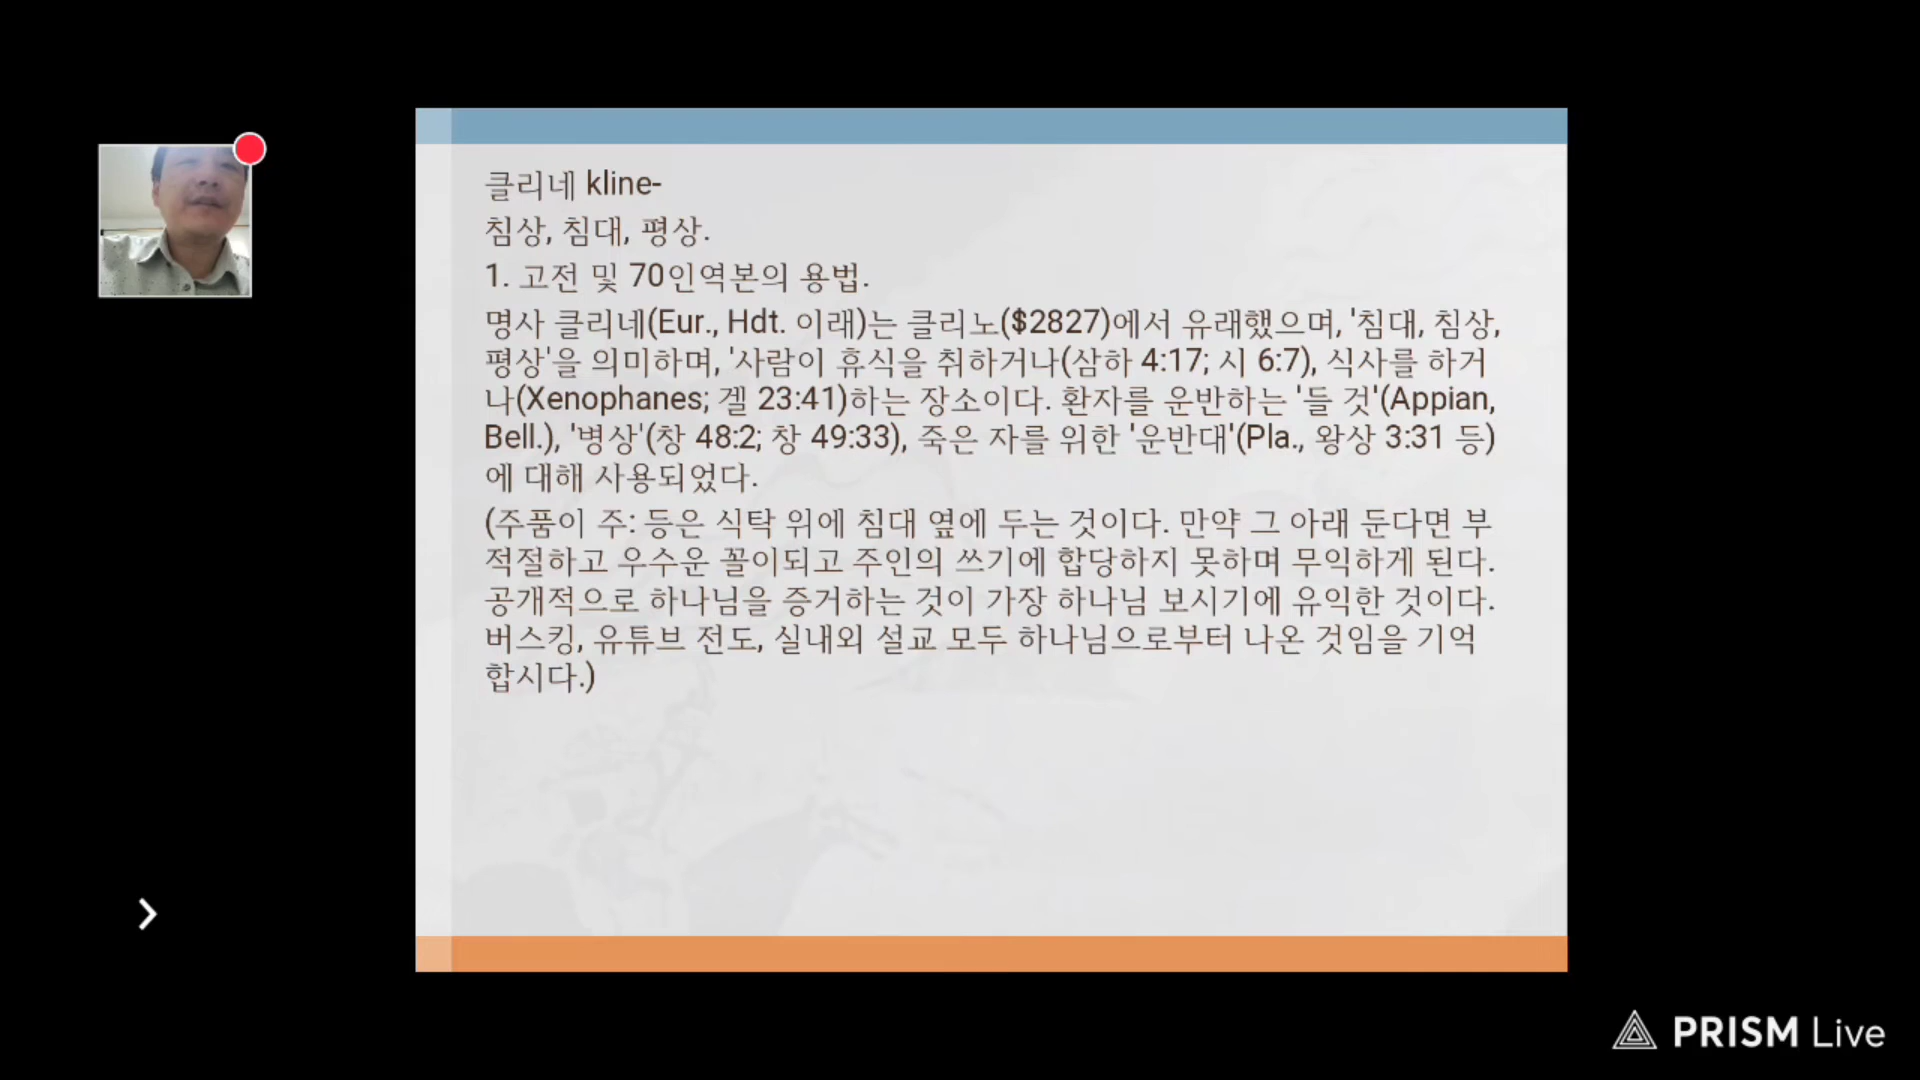 클리네 kline-
침상, 침대, 평상.
1. 고전 및 70인역본의 용법.
명사 클리네(Eur., Hdt. 이래)는 클리노($2827)에서 유래했으며, '침대, 침상,
평상'을 의미하며, '사람이 휴식을 취하거나(삼하 4:17; 시 6:7), 식사를 하거
나(Xenophanes; 겔 23:41)하는 장소이다. 환자를 운반하는 '들 것'(Appian,
Bell.), '병상'(창 48:2; 창 49:33), 죽은 자를 위한 '운반대'(Pla., 왕상 3:31 등)
에 대해 사용되었다.
(주품이 주: 등은 식탁 위에 침대 옆에 두는 것이다. 만약 그 아래 둔다면 부
적절하고 우수운 꼴이되고 주인의 쓰기에 합당하지 못하며 무익하게 된다.
공개적으로 하나님을 증거하는 것이 가장 하나님 보시기에 유익한 것이다.
버스킹, 유튜브 전도, 실내외 설교 모두 하나님으로부터 나온 것임을 기억
합시다.)
PRISM Live